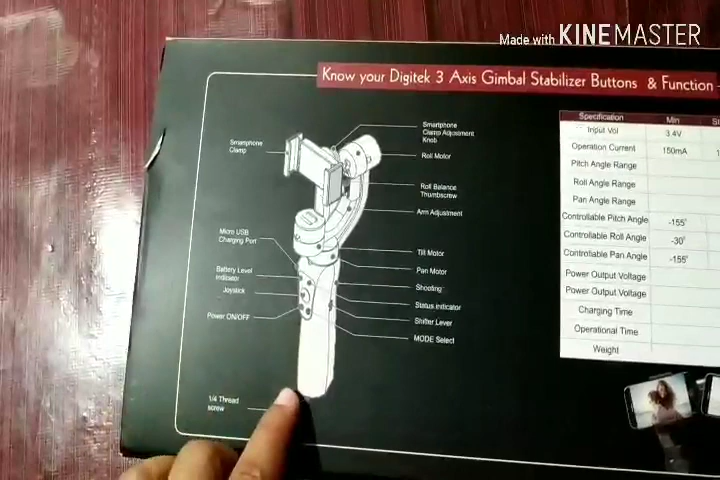 Made with KINEMASTER
Know your Digitek 3 Axis Gimbal Stabilizer Buttons & Function
Smartphone
Clamp
Micro USB
Charging Port
Battery Level
Indicator
Joystick
Power ON/OFF
1/4 Thread
screw
Smartphone
Clamp Adjustment
Knob
Roll Motor
Roll Balance
Thumbscrew
Arm Adjustment
Tilt Motor
Pan Motor
Shooting
Status indicator
Shifter Lever
MODE Select
Specification Min
Input Vol 3.4V
Operation Current 150mA
Pitch Angle Range
Roll Angle Range
Pan Angle Range
Controllable Pitch Angle -155°
Controllable Roll Angle -30°
Controllable Pan Angle -155°
Power Output Voltage
Power Output Voltage
Charging Time
Operational Time
Weight